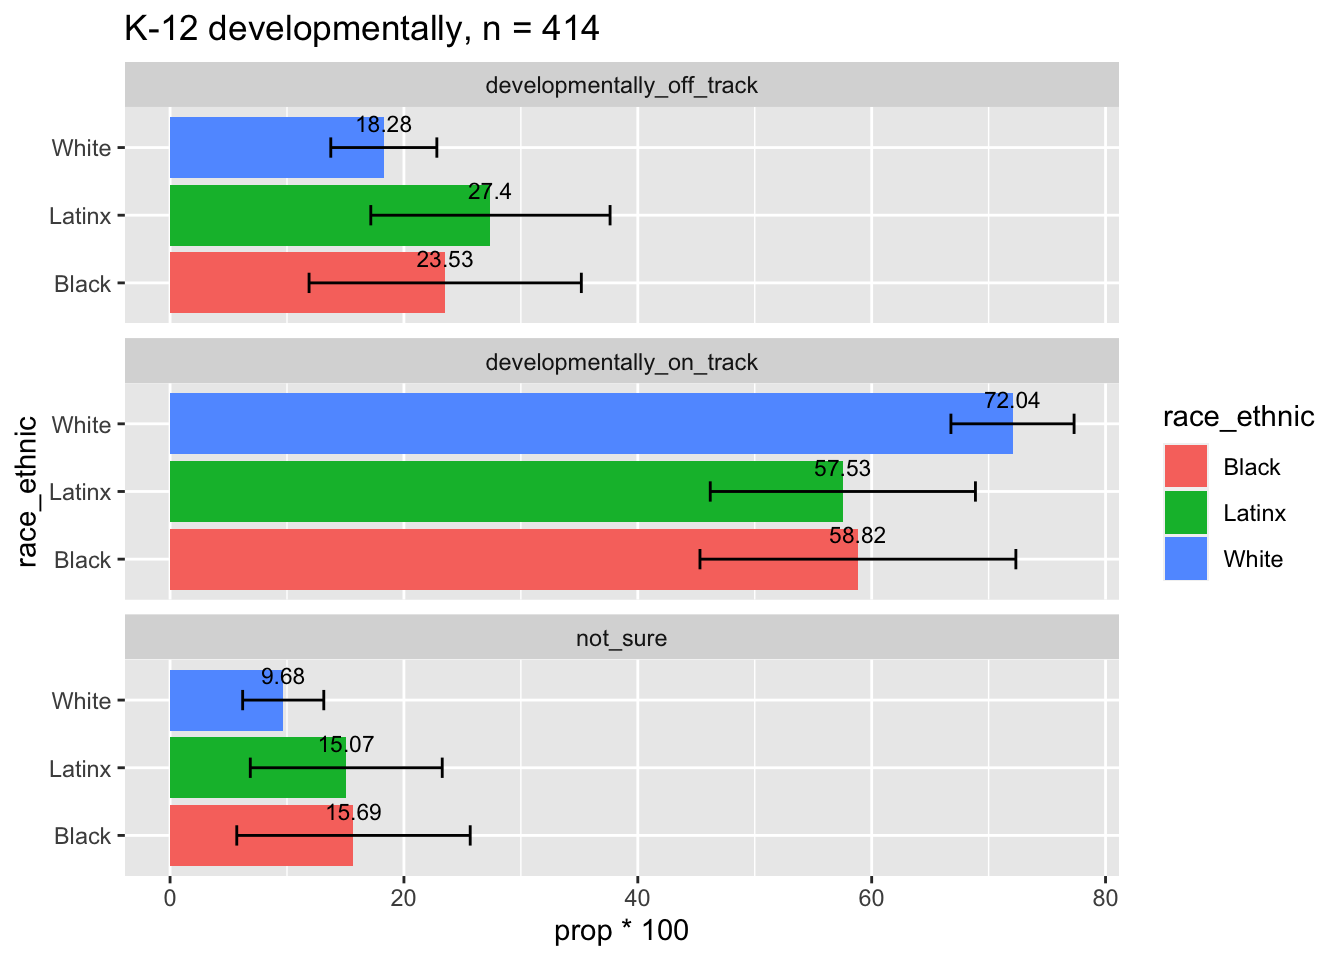 K-12 developmentally, n = 414
developmentally_off_track
White
18.28
Latinx
27.4
Black
23.53
developmentally_on_track
White
72.04
Latinx
57.53
Black
58.82
not_sure
White
9.68
Latinx
15.07
Black
15.69
0 20 40 60 80
prop * 100
race_ethnic
race_ethnic
Black
Latinx
White